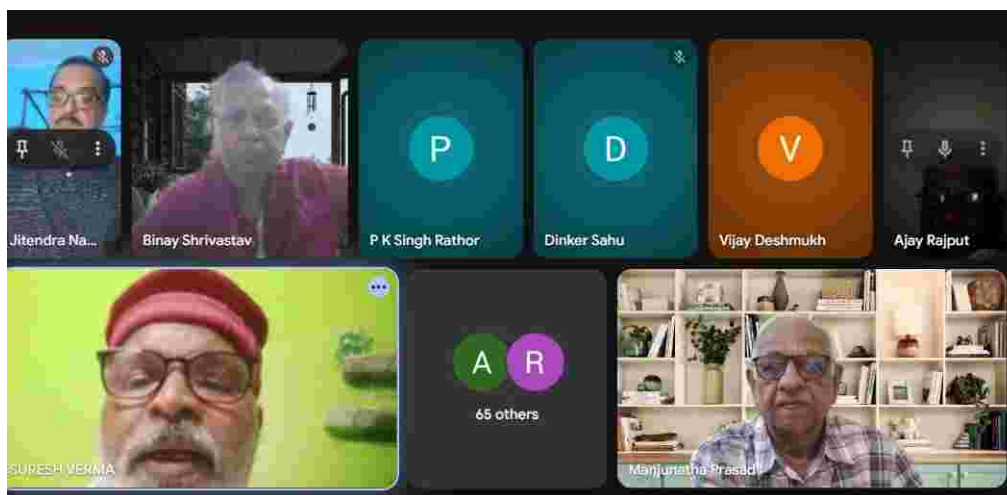 P
D
V
Jitendra Na...
Binay Shrivastav
P K Singh Rathor
Dinker Sahu
Vijay Deshmukh
Ajay Rajput
A
R
65 others
SURESH VERMA
Manjunatha Prasad